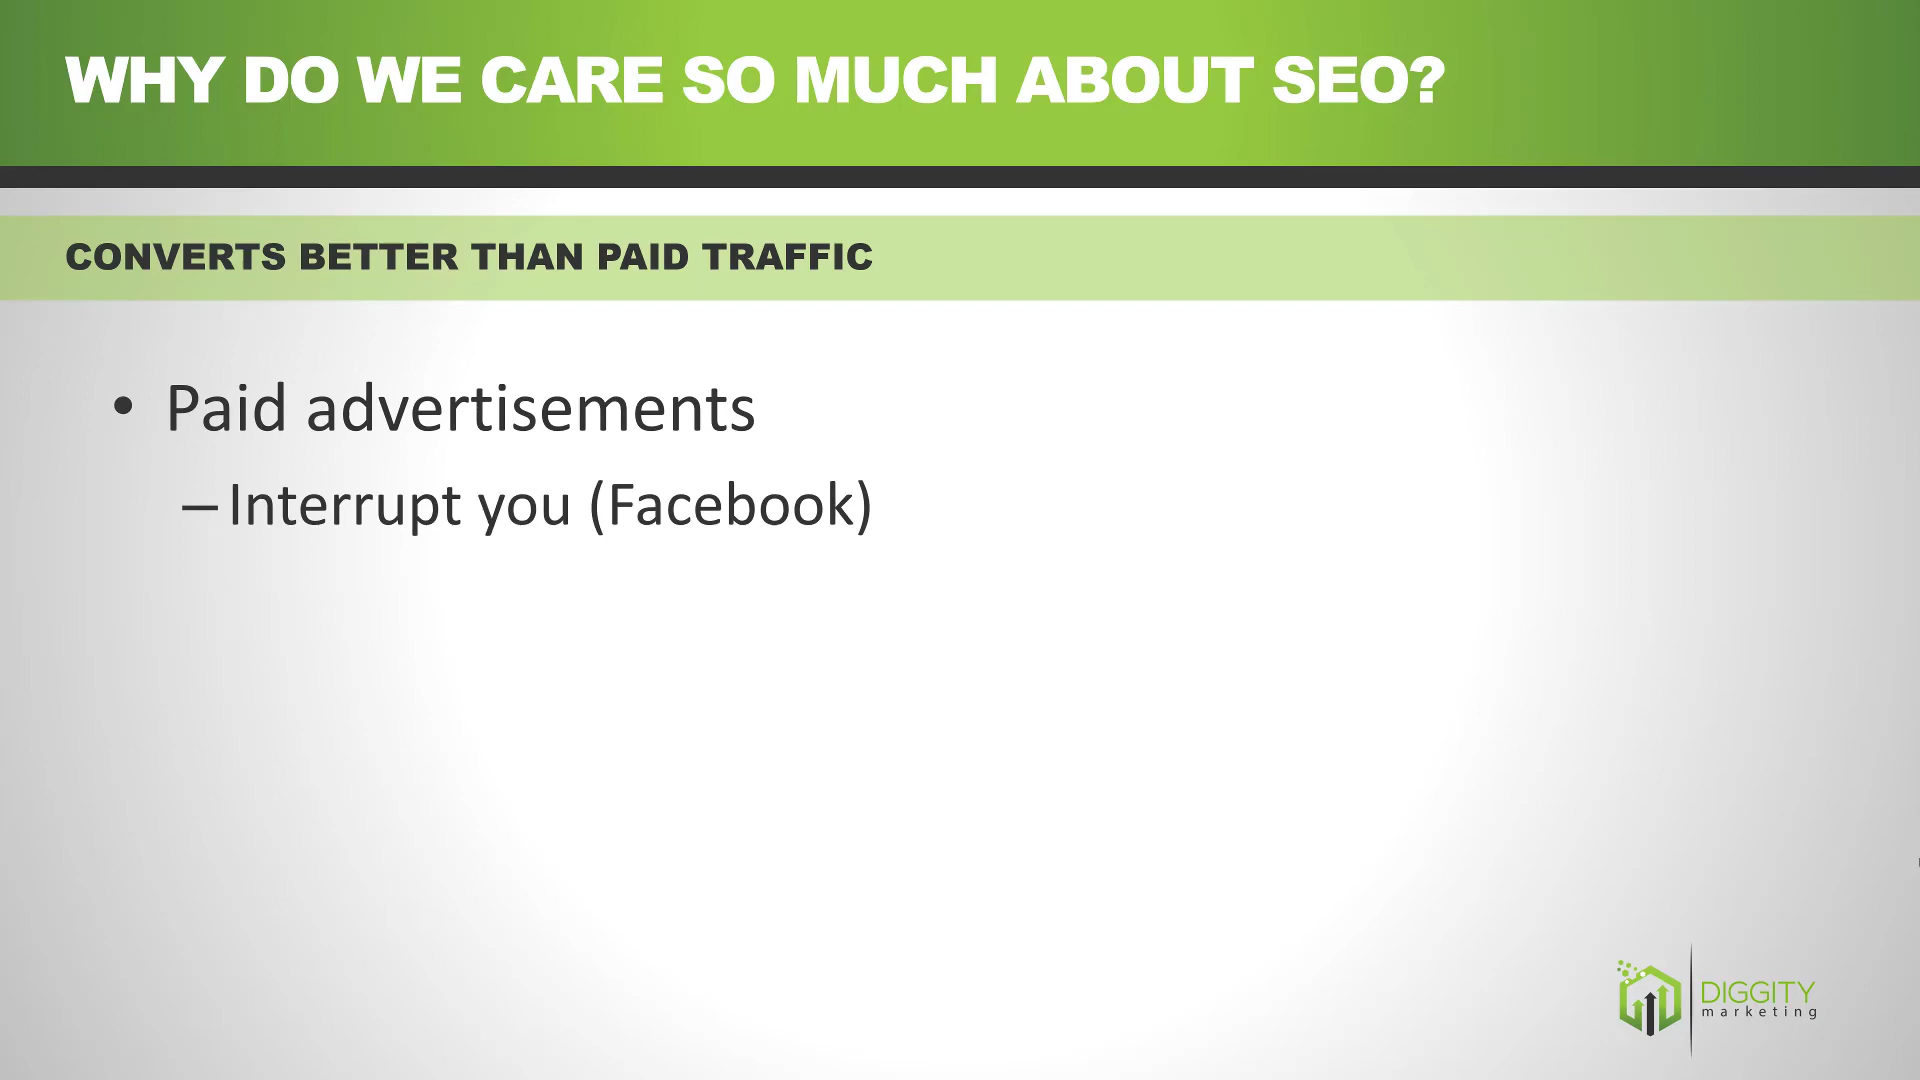 WHY DO WE CARE SO MUCH ABOUT SEO?
CONVERTS BETTER THAN PAID TRAFFIC
• Paid advertisements
– Interrupt you (Facebook)
DIGGITY
marketing